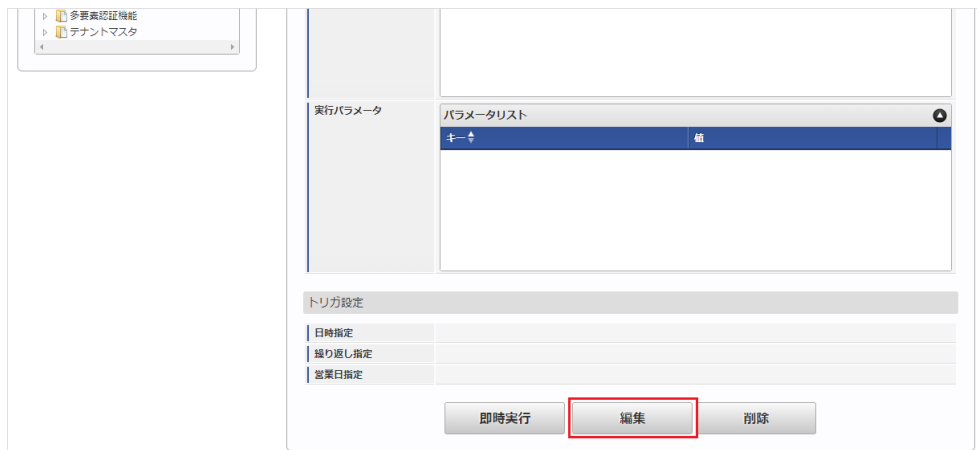 多要素認証機能
テナントマスタ
実行パラメータ
パラメータリスト
キー
値
トリガ設定
日時指定
繰り返し指定
営業日指定
即時実行
編集
削除